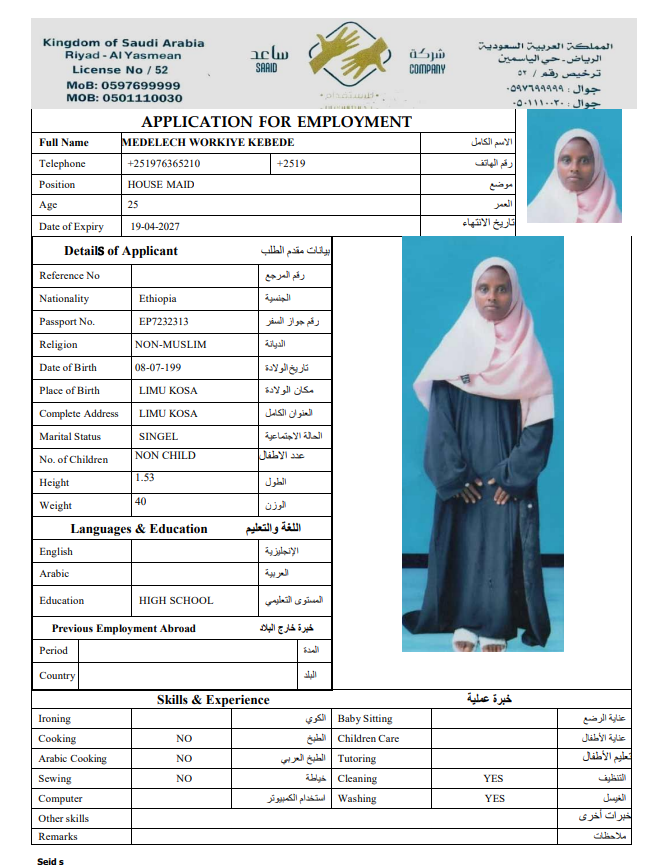 Kingdom of Saudi Arabia
Riyad - Al Yasmean
License No / 52
MoB: 0597699999
MOB: 0501110030
ساعد
SAAID
شركة
COMPANY
للاستقدام
المملكة العربية السعودية
الرياض - حي الياسمين
ترخيص رقم / ٥٢
جوال : ٠٥٩٧٦٩٩٩٩٩
جوال : ٠٥٠١١١٠٠٣٠
APPLICATION FOR EMPLOYMENT
Full Name MEDELECH WORKIYE KEBEDE الاسم الكامل
Telephone +251976365210 +2519 رقم الهاتف
Position HOUSE MAID موضع
Age 25 العمر
Date of Expiry 19-04-2027 تاريخ الانتهاء
Details of Applicant بيانات مقدم الطلب
Reference No رقم المرجع
Nationality Ethiopia الجنسية
Passport No. EP7232313 رقم جواز السفر
Religion NON-MUSLIM الديانة
Date of Birth 08-07-199 تاريخ الولادة
Place of Birth LIMU KOSA مكان الولادة
Complete Address LIMU KOSA العنوان الكامل
Marital Status SINGEL الحالة الاجتماعية
No. of Children NON CHILD عدد الاطفال
Height 1.53 الطول
Weight 40 الوزن
Languages & Education اللغة والتعليم
English الإنجليزية
Arabic العربية
Education HIGH SCHOOL المستوى التعليمي
Previous Employment Abroad خبرة خارج البلاد
Period المدة
Country البلد
Skills & Experience خبرة عملية
Ironing الكوي Baby Sitting عناية الرضع
Cooking NO الطبخ Children Care عناية الأطفال
Arabic Cooking NO الطبخ العربي Tutoring تعليم الأطفال
Sewing NO خياطة Cleaning YES التنظيف
Computer استخدام الكمبيوتر Washing YES الغسيل
Other skills خبرات أخرى
Remarks ملاحظات
Seid s